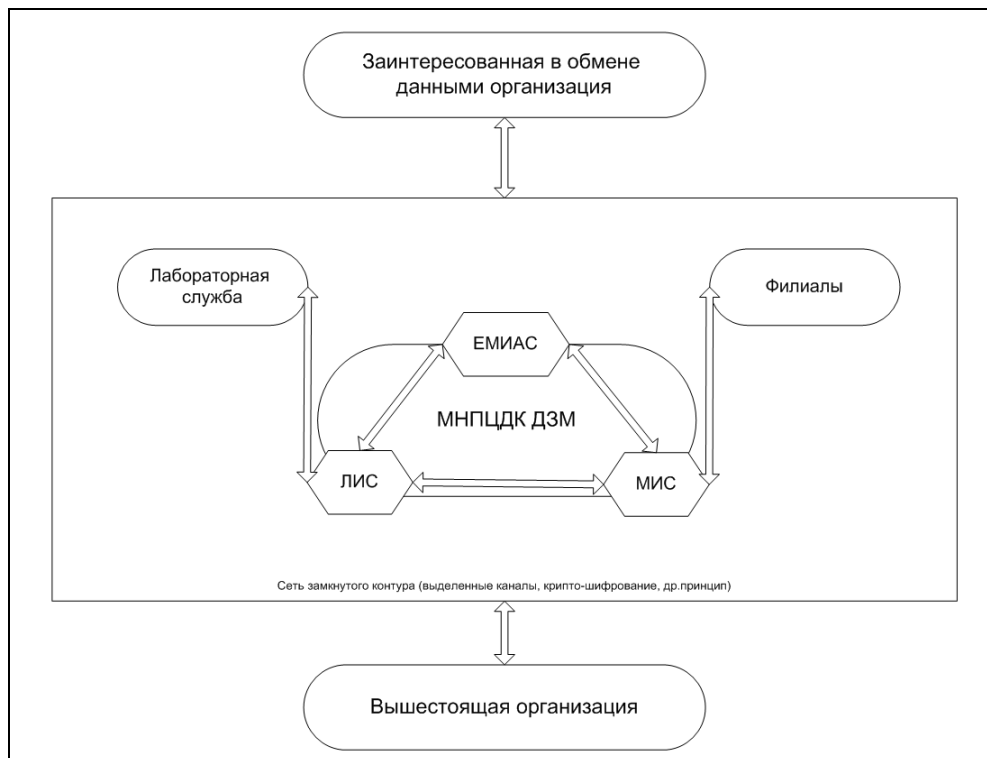 Заинтересованная в обмене
данными организация
Лабораторная
служба
Филиалы
ЕМИАС
МНПЦДК ДЗМ
ЛИС
МИС
Сеть замкнутого контура (выделенные каналы, крипто-шифрование, др.принцип)
Вышестоящая организация